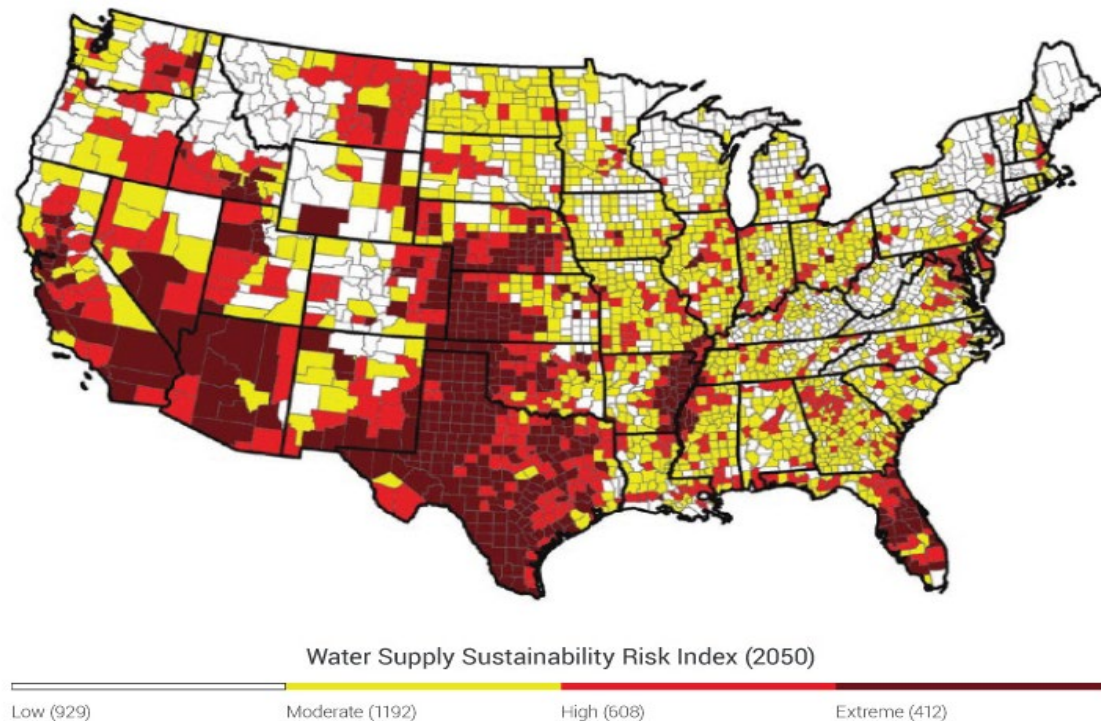 Water Supply Sustainability Risk Index (2050)
Low (929) Moderate (1192) High (608) Extreme (412)